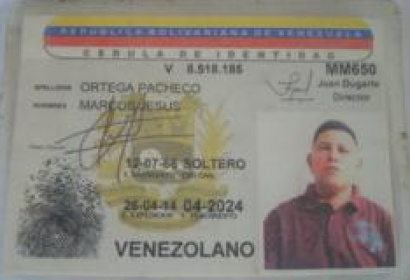 REPUBLICA BOLIVARIANA DE VENEZUELA
CEDULA DE IDENTIDAD
V 8.518.185 MM650
APELLIDOS ORTEGA PACHECO Juan Dugarte
Director
NOMBRES MARCOS JESUS
12-07-66 SOLTERO
F. NACIMIENTO EDO. CIVIL
26-04-14 04-2024
F. EXPEDICION F. VENCIMIENTO
VENEZOLANO